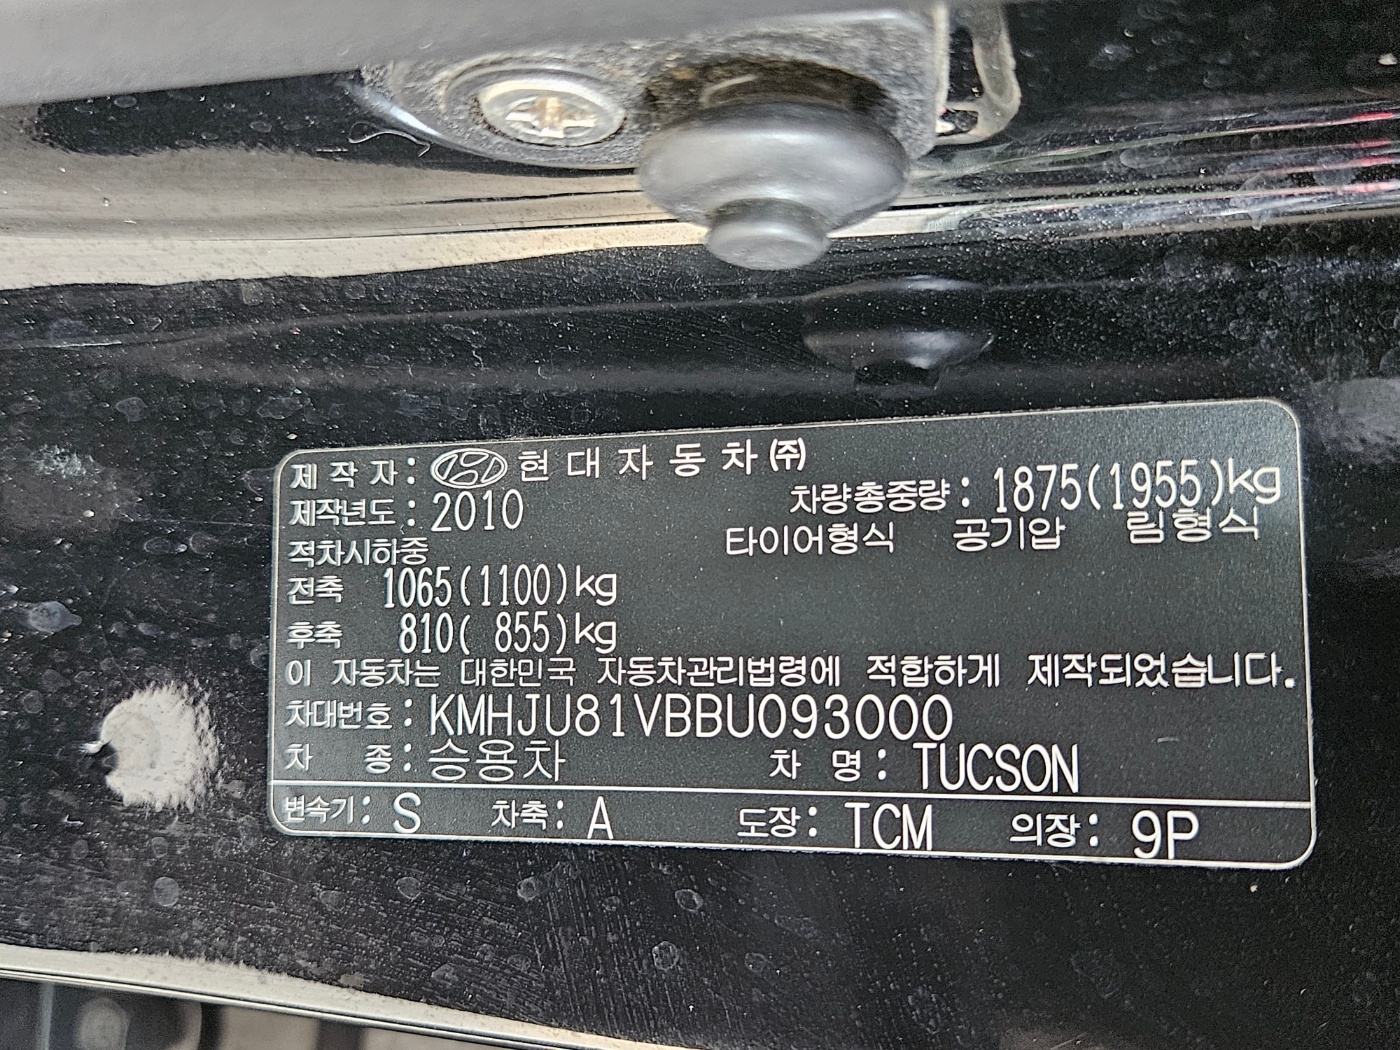 제 작 자 : 현 대 자 동 차 ㈜
제작년도 : 2010
차량총중량 : 1875(1955)kg
적차시하중
타이어형식 공기압 림형식
전축 1065(1100)kg
후축 810( 855)kg
이 자동차는 대한민국 자동차관리법령에 적합하게 제작되었습니다.
차대번호 : KMHJU81VBBU093000
차 종 : 승용차 차 명 : TUCSON
변속기 : S 차축 : A 도장 : TCM 의장 : 9P